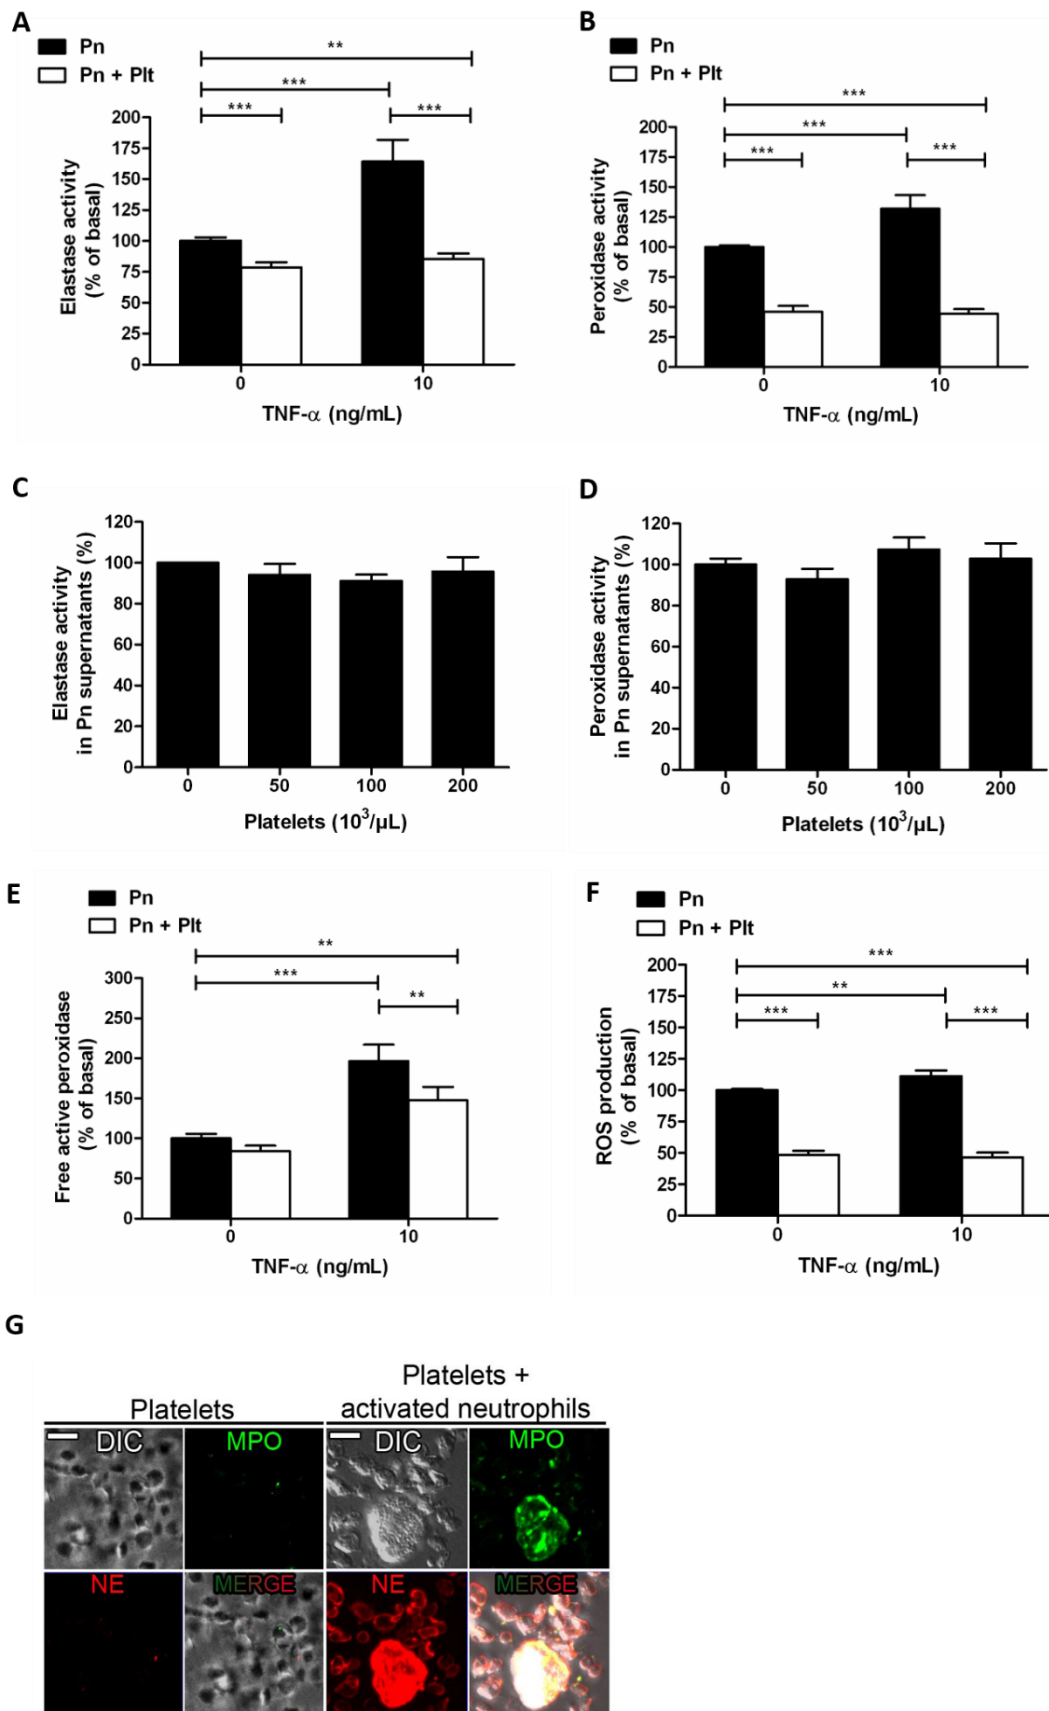 A
Pn
Pn + Plt
**
***
***
***
Elastase activity
(% of basal)
200
175
150
125
100
75
50
25
0
0
10
TNF-α (ng/mL)
B
Pn
Pn + Plt
***
***
***
***
Peroxidase activity
(% of basal)
200
175
150
125
100
75
50
25
0
0
10
TNF-α (ng/mL)
C
Elastase activity
in Pn supernatants (%)
120
100
80
60
40
20
0
0
50
100
200
Platelets (10³/μL)
D
Peroxidase activity
in Pn supernatants (%)
120
100
80
60
40
20
0
0
50
100
200
Platelets (10³/μL)
E
Pn
Pn + Plt
**
***
**
Free active peroxidase
(% of basal)
300
250
200
150
100
50
0
0
10
TNF-α (ng/mL)
F
Pn
Pn + Plt
***
**
***
***
ROS production
(% of basal)
200
175
150
125
100
75
50
25
0
0
10
TNF-α (ng/mL)
G
Platelets
Platelets +
activated neutrophils
DIC
MPO
DIC
MPO
NE
MERGE
NE
MERGE